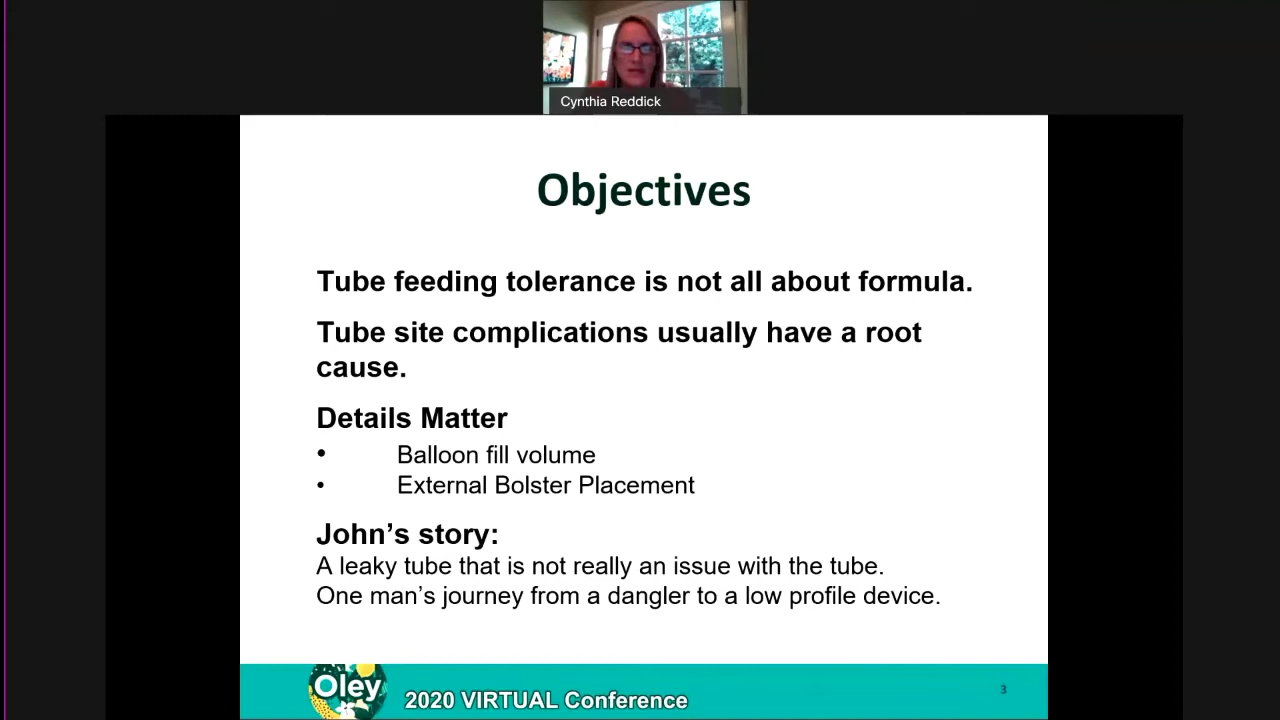 Cynthia Reddick
Objectives
Tube feeding tolerance is not all about formula.
Tube site complications usually have a root
cause.
Details Matter
• Balloon fill volume
• External Bolster Placement
John’s story:
A leaky tube that is not really an issue with the tube.
One man’s journey from a dangler to a low profile device.
Oley
2020 VIRTUAL Conference
3